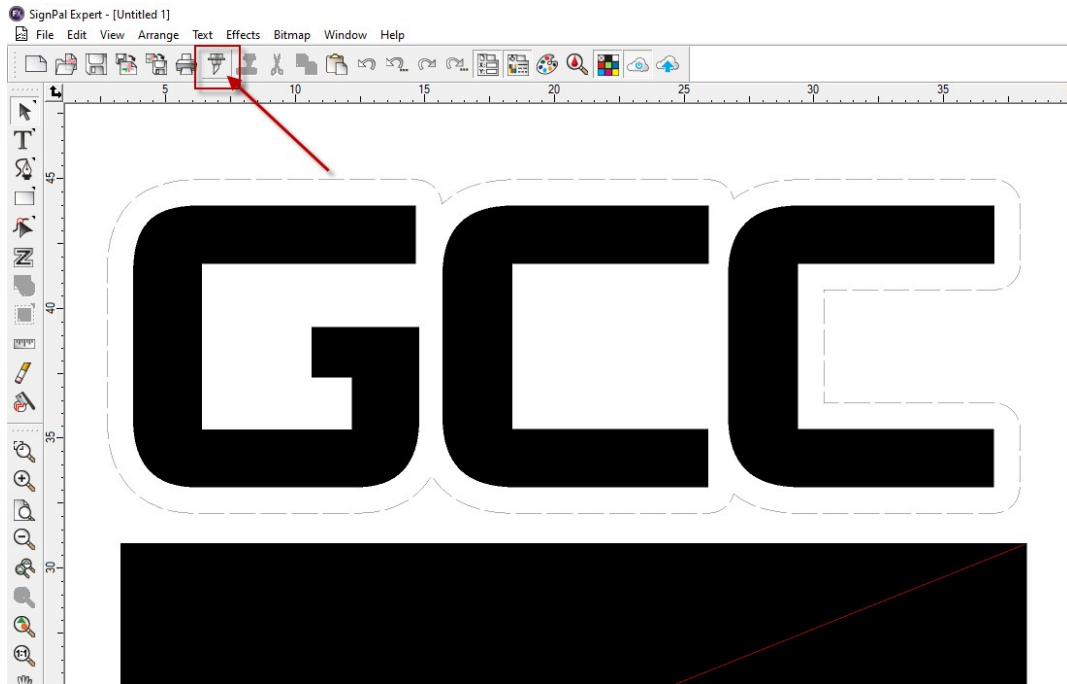 SignPal Expert - [Untitled 1]
File Edit View Arrange Text Effects Bitmap Window Help
5 10 15 20 25 30 35
45
40
35
30
GCC